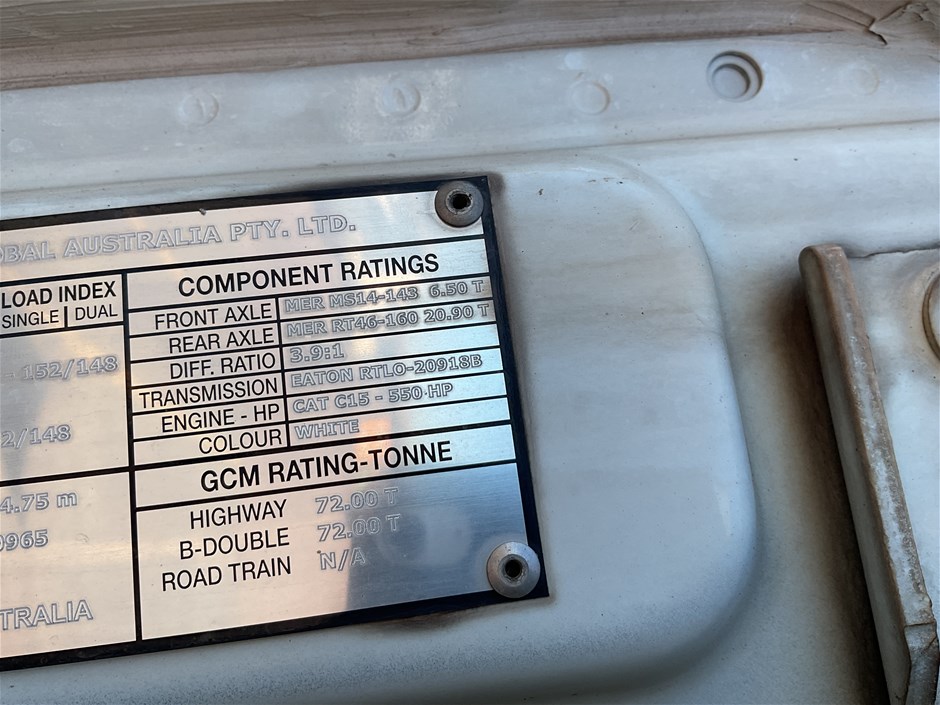 OBAL AUSTRALIA PTY. LTD.
LOAD INDEX
SINGLE | DUAL
- 152/148
2/148
4.75 m
0965
TRALIA
COMPONENT RATINGS
FRONT AXLE MER MS14-143 6.50 T
REAR AXLE MER RT46-160 20.90 T
DIFF. RATIO 3.9:1
TRANSMISSION EATON RTLO-20918B
ENGINE - HP CAT C15 - 550 HP
COLOUR WHITE
GCM RATING-TONNE
HIGHWAY 72.00 T
B-DOUBLE 72.00 T
ROAD TRAIN N/A